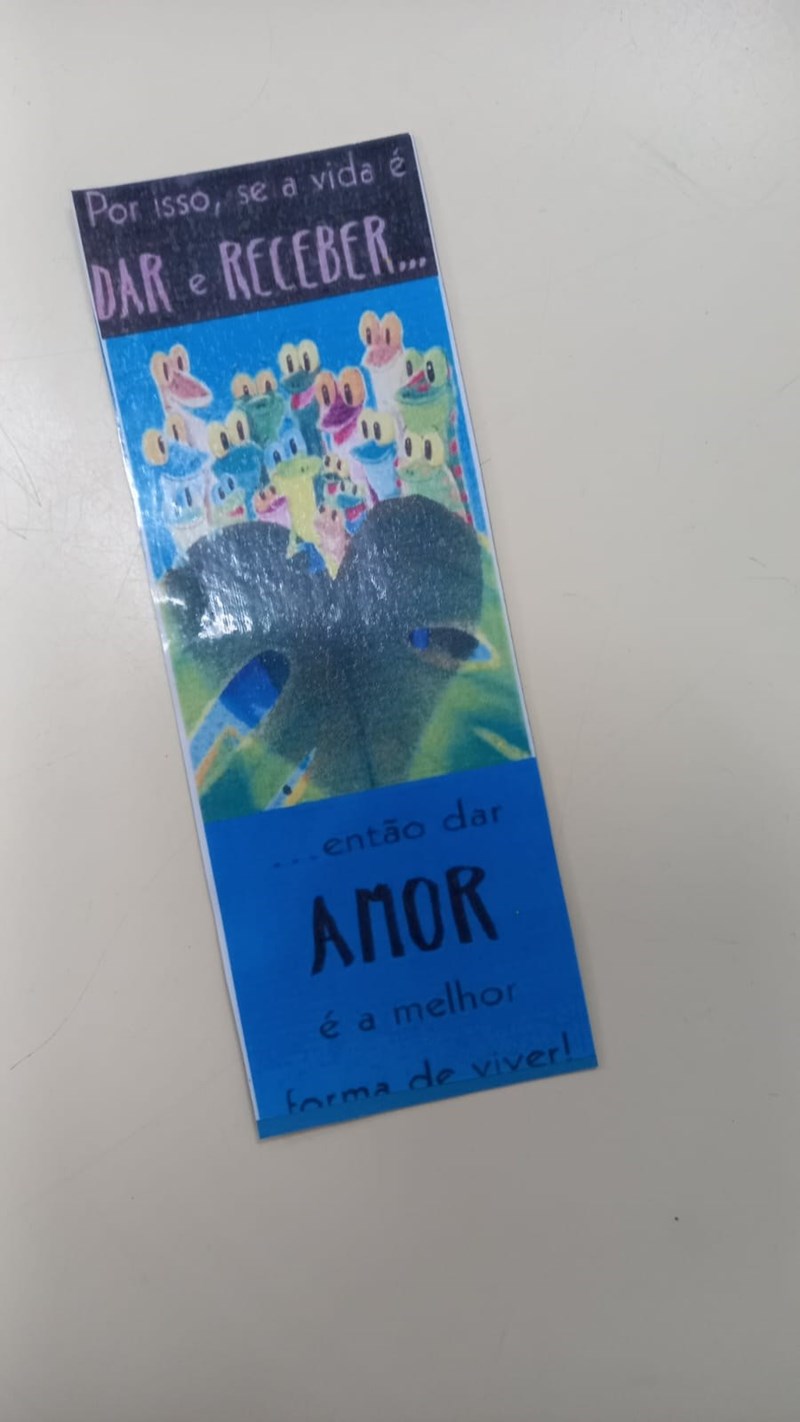 Por isso, se a vida é
DAR e RECEBER...
...então dar
AMOR
é a melhor
forma de viver!